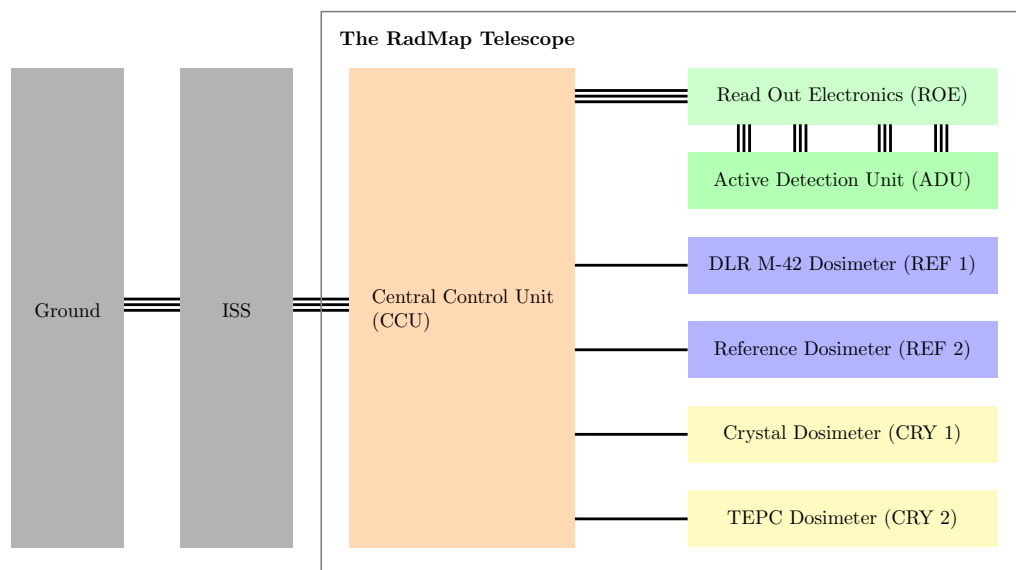 The RadMap Telescope
Ground
ISS
Central Control Unit
(CCU)
Read Out Electronics (ROE)
Active Detection Unit (ADU)
DLR M-42 Dosimeter (REF 1)
Reference Dosimeter (REF 2)
Crystal Dosimeter (CRY 1)
TEPC Dosimeter (CRY 2)